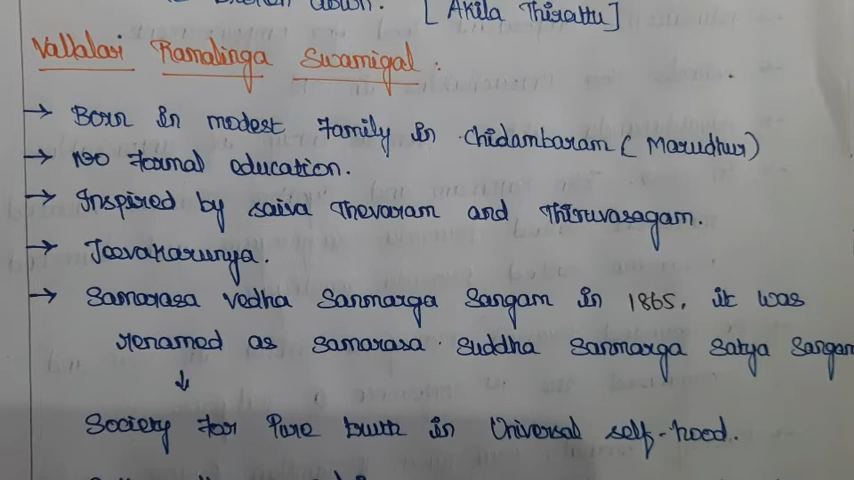 down. [Akila Thirattu]
Vallalar Ramalinga Swamigal :
→ Born in modest family in Chidambaram (Marudhur)
→ No formal education.
→ Inspired by saiva Thevaram and Thiruvasagam.
→ Jeevakarunya.
→ Samarasa vedha Sanmarga Sangam in 1865. it was
renamed as Samarasa Suddha Sanmarga Satya Sangam
↓
Society for Pure truth in Universal self-hood.